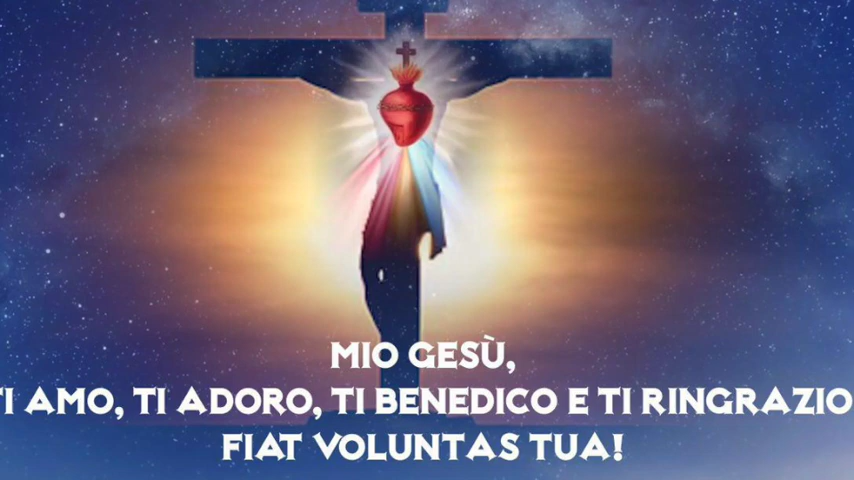 MIO GESÙ,
TI AMO, TI ADORO, TI BENEDICO E TI RINGRAZIO
FIAT VOLUNTAS TUA!